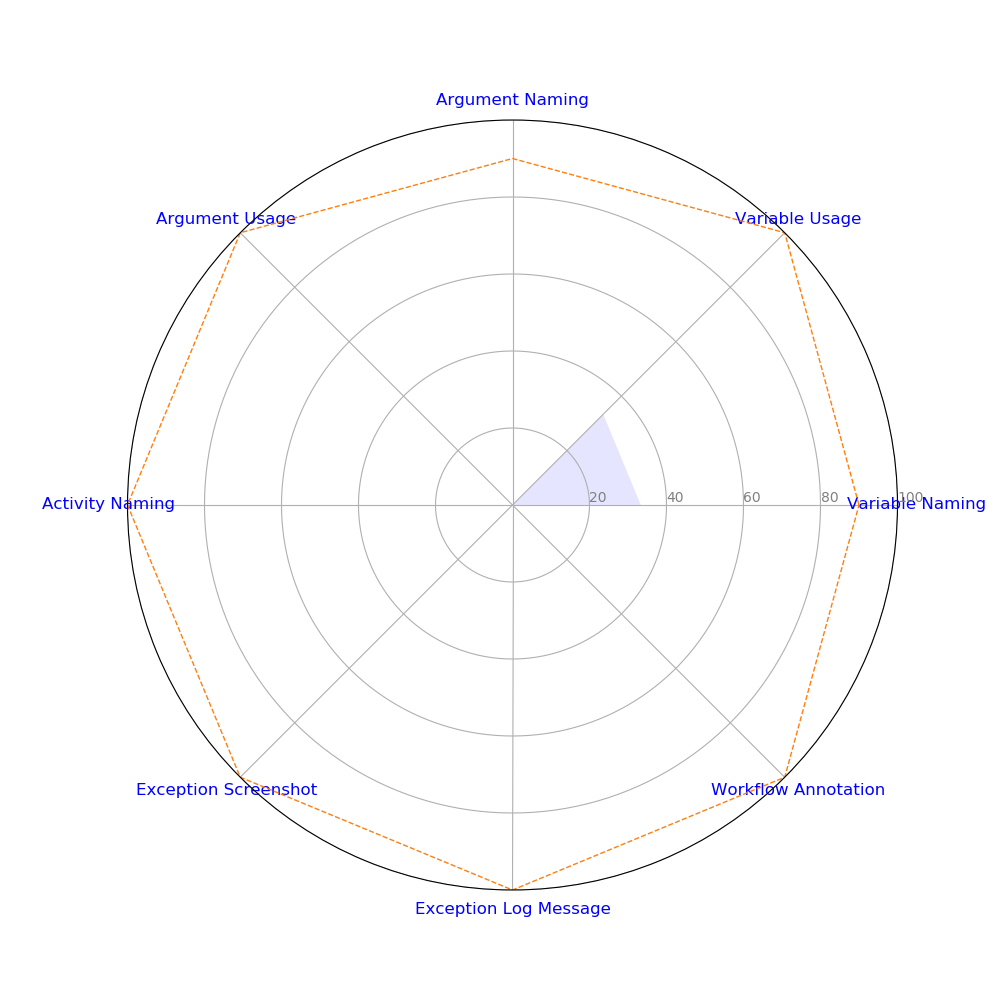 Argument Naming
Argument Usage
Variable Usage
20
40
60
80
100
Activity Naming
Variable Naming
Exception Screenshot
Workflow Annotation
Exception Log Message